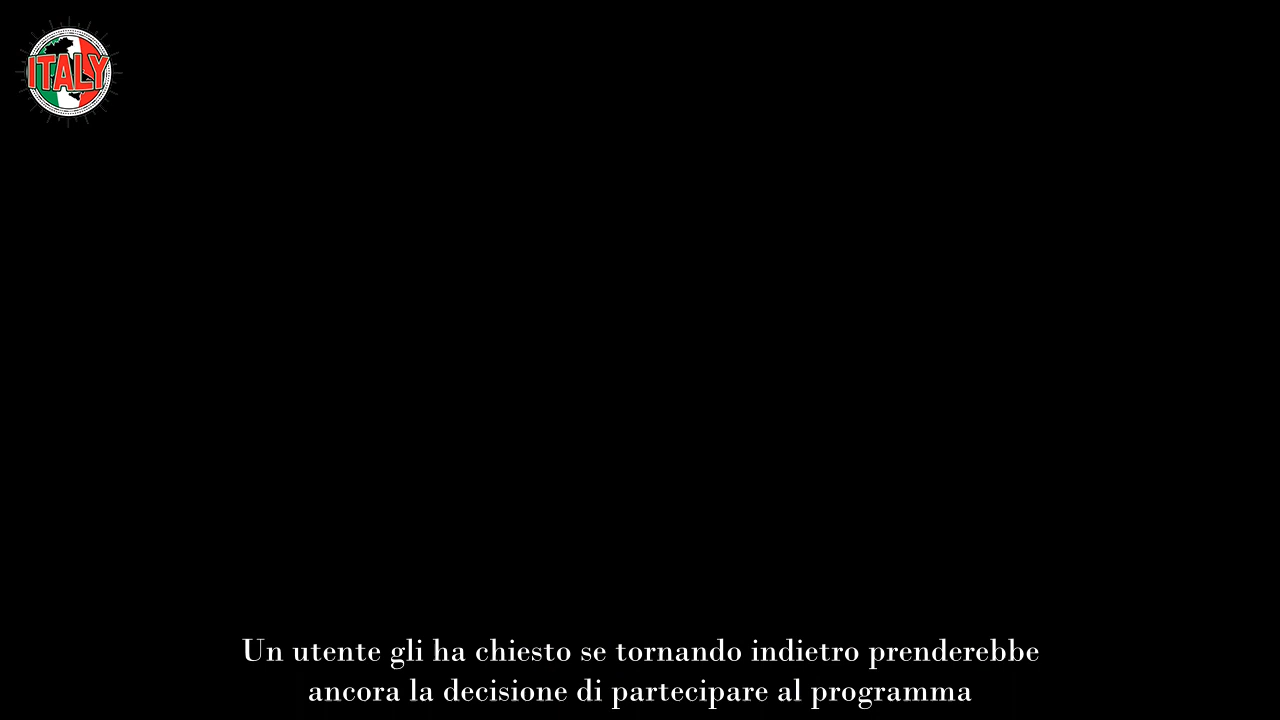 ITALY
Un utente gli ha chiesto se tornando indietro prenderebbe
ancora la decisione di partecipare al programma